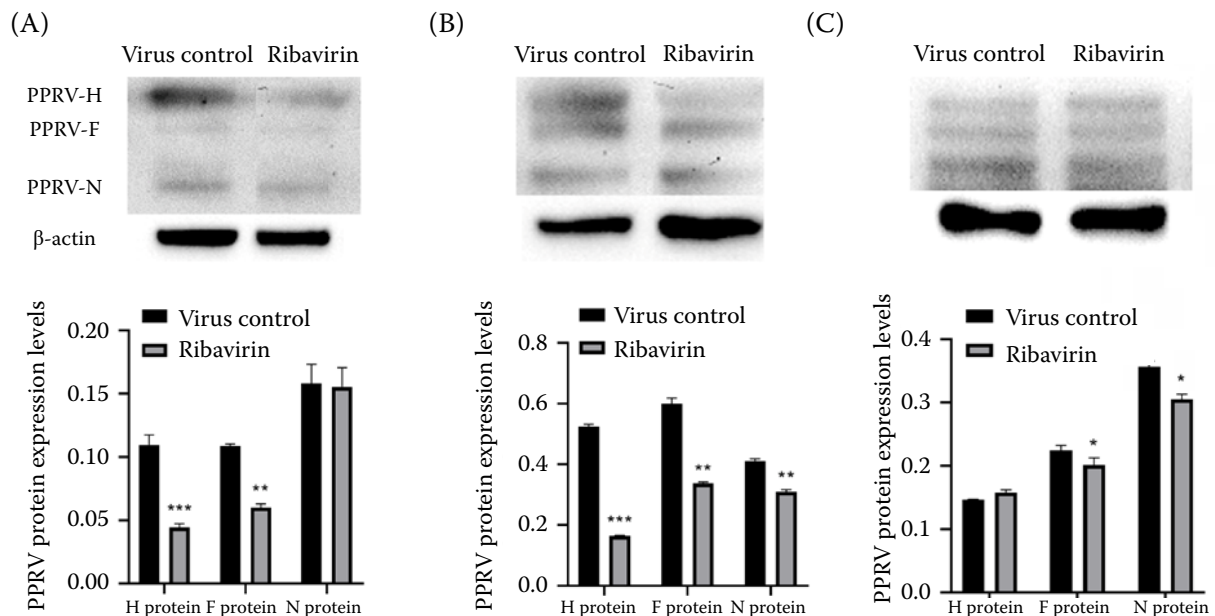 (A)
Virus control Ribavirin
PPRV-H
PPRV-F
PPRV-N
β-actin
PPRV protein expression levels
Virus control
Ribavirin
0.20
0.15
0.10
0.05
0.00
***
**
H protein F protein N protein
(B)
Virus control Ribavirin
PPRV protein expression levels
Virus control
Ribavirin
0.8
0.6
0.4
0.2
0.0
***
**
**
H protein F protein N protein
(C)
Virus control Ribavirin
PPRV protein expression levels
Virus control
Ribavirin
0.4
0.3
0.2
0.1
0.0
*
*
H protein F protein N protein